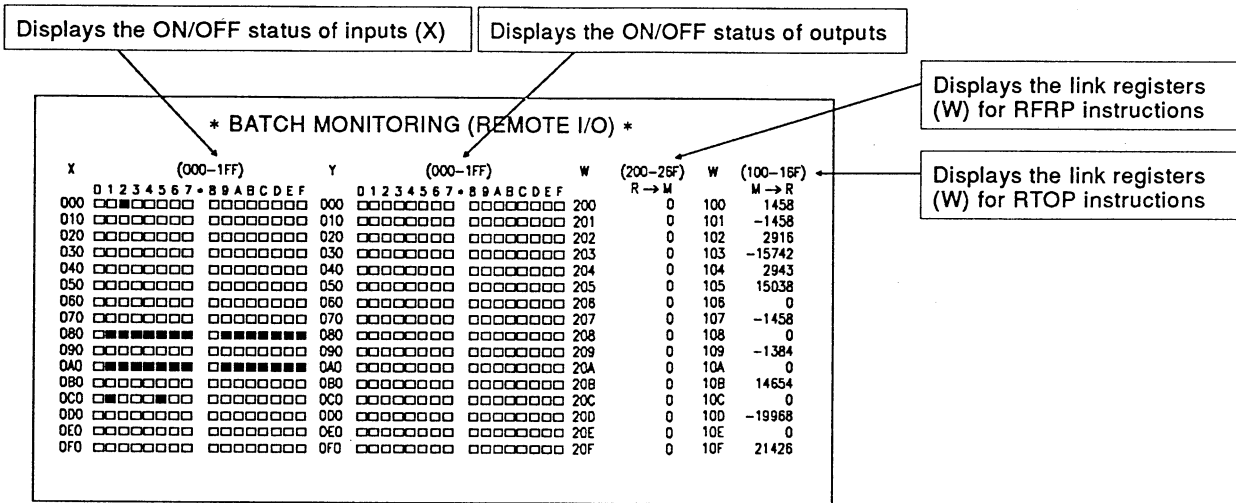 Displays the ON/OFF status of inputs (X)
Displays the ON/OFF status of outputs
Displays the link registers
(W) for RFRP instructions
Displays the link registers
(W) for RTOP instructions
* BATCH MONITORING (REMOTE I/O) *
X (000-1FF) Y (000-1FF) W (200-26F) W (100-16F)
0 1 2 3 4 5 6 7 • 8 9 A B C D E F 0 1 2 3 4 5 6 7 • 8 9 A B C D E F R → M M → R
000 000 200 0 100 1458
010 010 201 0 101 -1458
020 020 202 0 102 2916
030 030 203 0 103 -15742
040 040 204 0 104 2943
050 050 205 0 105 15038
060 060 206 0 106 0
070 070 207 0 107 -1458
080 080 208 0 108 0
090 090 209 0 109 -1384
0A0 0A0 20A 0 10A 0
0B0 0B0 20B 0 10B 14654
0C0 0C0 20C 0 10C 0
0D0 0D0 20D 0 10D -19968
0E0 0E0 20E 0 10E 0
0F0 0F0 20F 0 10F 21426